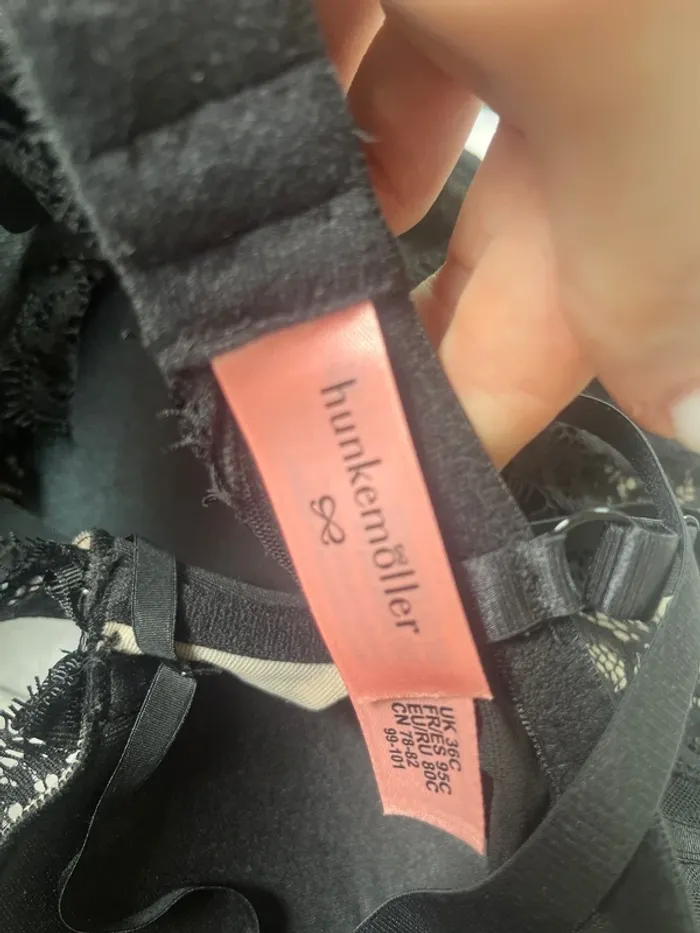 hunkemöller
UK 36C
FR/ES 95C
EU/RU 80C
CN 78-82
99-101